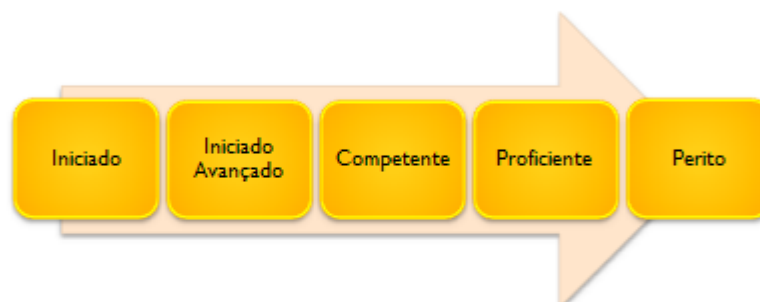 Iniciado
Iniciado
Avançado
Competente
Proficiente
Perito